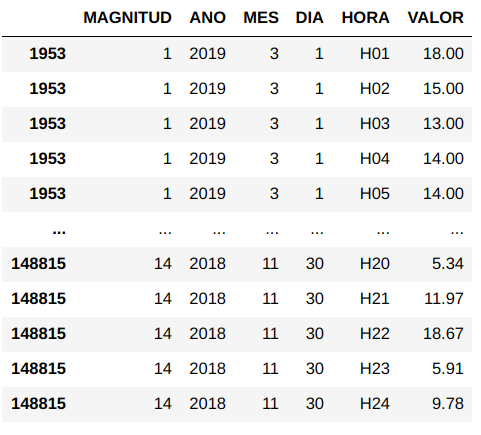 MAGNITUD ANO MES DIA HORA VALOR
1953 1 2019 3 1 H01 18.00
1953 1 2019 3 1 H02 15.00
1953 1 2019 3 1 H03 13.00
1953 1 2019 3 1 H04 14.00
1953 1 2019 3 1 H05 14.00
... ... ... ... ... ... ...
148815 14 2018 11 30 H20 5.34
148815 14 2018 11 30 H21 11.97
148815 14 2018 11 30 H22 18.67
148815 14 2018 11 30 H23 5.91
148815 14 2018 11 30 H24 9.78